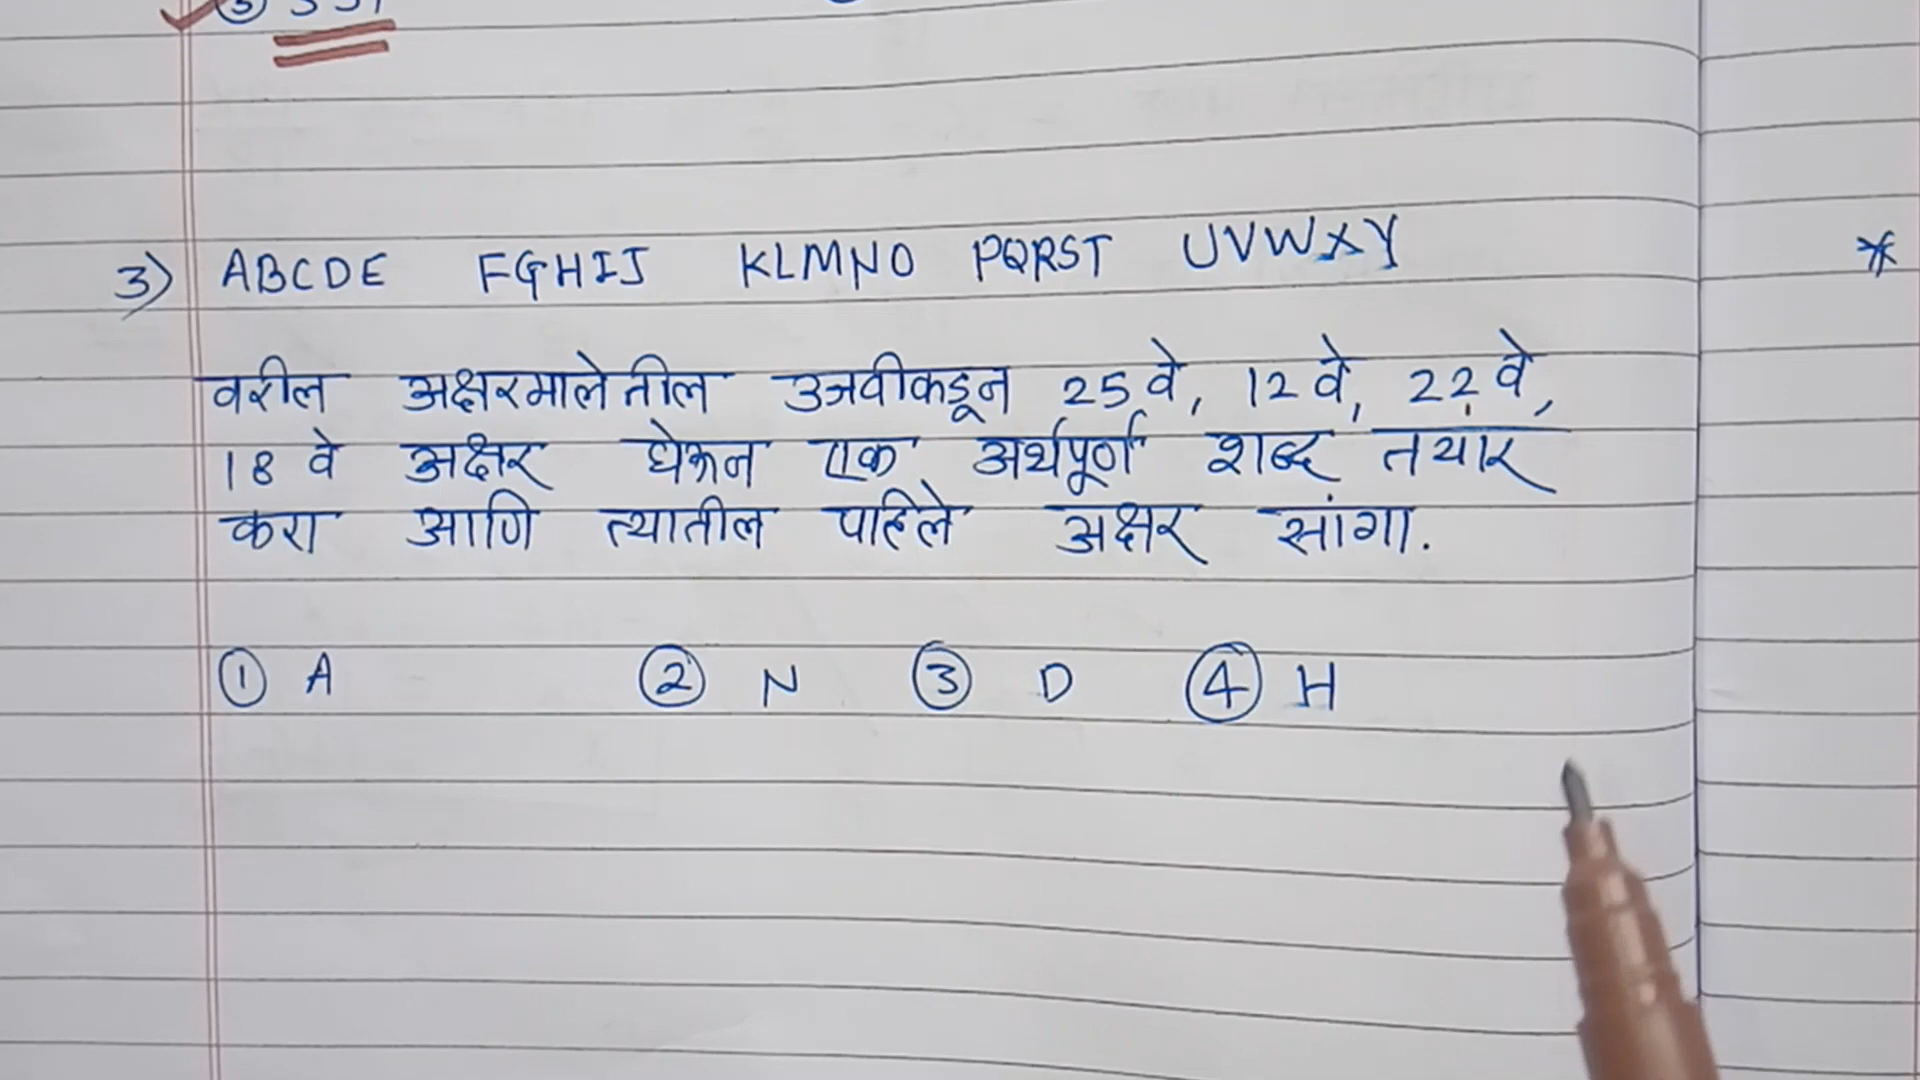 3) ABCDE FGHIJ KLMNO PQRST UVWXY
*
वरील अक्षरमालेतील उजवीकडून 25 वे, 12 वे, 22 वे,
18 वे अक्षर घेऊन एक अर्थपूर्ण शब्द तयार
करा आणि त्यातील पहिले अक्षर सांगा.
① A ② N ③ D ④ H